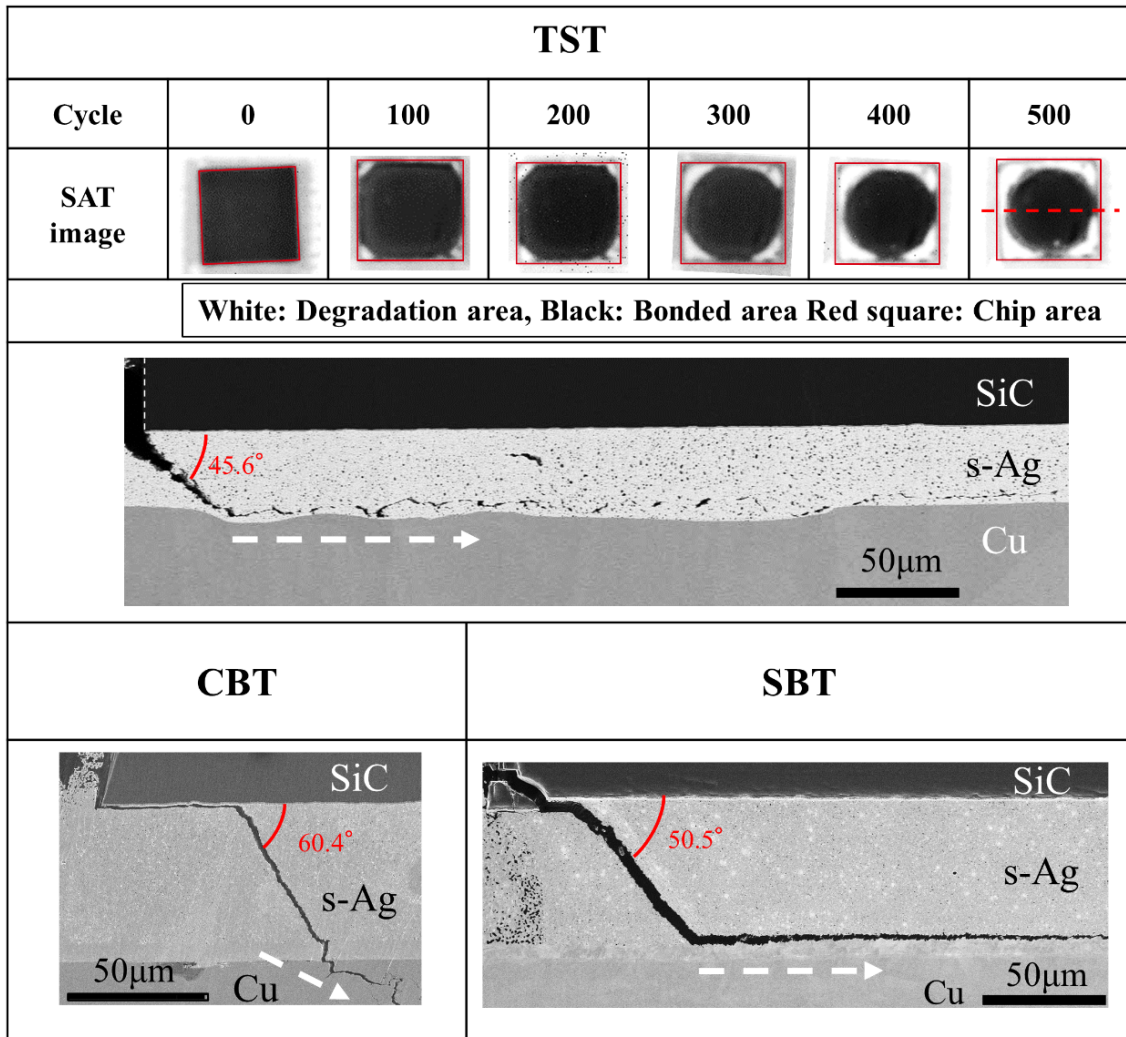 TST
Cycle 0 100 200 300 400 500
SAT
image
White: Degradation area, Black: Bonded area Red square: Chip area
SiC
45.6°
s-Ag
Cu
50μm
CBT SBT
SiC
60.4°
s-Ag
50μm
Cu
SiC
50.5°
s-Ag
Cu
50μm